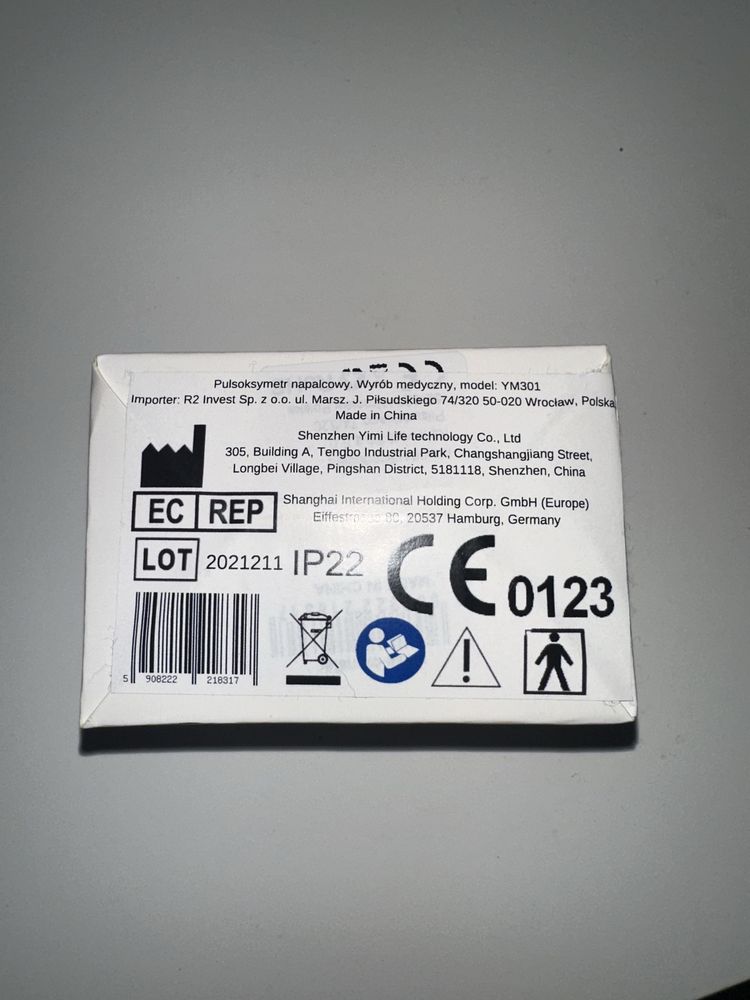 Pulsoksymetr napalcowy. Wyrób medyczny, model: YM301
Importer: R2 Invest Sp. z o.o. ul. Marsz. J. Piłsudskiego 74/320 50-020 Wrocław, Polska
Made in China
Shenzhen Yimi Life technology Co., Ltd
305, Building A, Tengbo Industrial Park, Changshangjiang Street,
Longbei Village, Pingshan District, 5181118, Shenzhen, China
EC REP
Shanghai International Holding Corp. GmbH (Europe)
Eiffestrasse 80, 20537 Hamburg, Germany
LOT 2021211 IP22 CE 0123
5 908222 218317